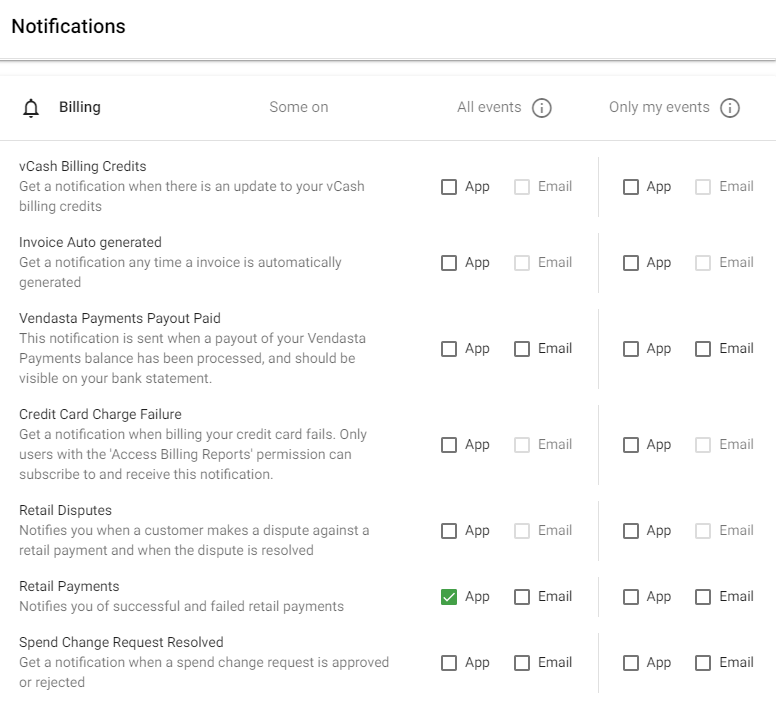 Notifications
Billing Some on All events Only my events
vCash Billing Credits
Get a notification when there is an update to your vCash
billing credits
App Email App Email
Invoice Auto generated
Get a notification any time a invoice is automatically
generated
App Email App Email
Vendasta Payments Payout Paid
This notification is sent when a payout of your Vendasta
Payments balance has been processed, and should be
visible on your bank statement.
App Email App Email
Credit Card Charge Failure
Get a notification when billing your credit card fails. Only
users with the 'Access Billing Reports' permission can
subscribe to and receive this notification.
App Email App Email
Retail Disputes
Notifies you when a customer makes a dispute against a
retail payment and when the dispute is resolved
App Email App Email
Retail Payments
Notifies you of successful and failed retail payments
App Email App Email
Spend Change Request Resolved
Get a notification when a spend change request is approved
or rejected
App Email App Email